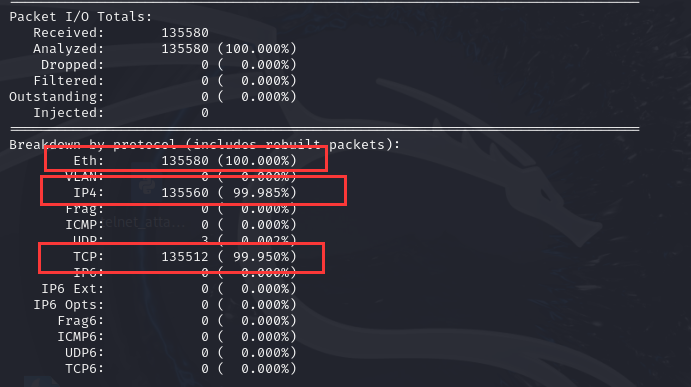 Packet I/O Totals:
Received: 135580
Analyzed: 135580 (100.000%)
Dropped: 0 ( 0.000%)
Filtered: 0 ( 0.000%)
Outstanding: 0 ( 0.000%)
Injected: 0
Breakdown by protocol (includes rebuilt packets):
Eth: 135580 (100.000%)
VLAN: 0 ( 0.000%)
IP4: 135560 ( 99.985%)
Frag: 0 ( 0.000%)
elnet_atta...
ICMP: 0 ( 0.000%)
UDP: 3 ( 0.002%)
TCP: 135512 ( 99.950%)
IP6: 0 ( 0.000%)
IP6 Ext: 0 ( 0.000%)
IP6 Opts: 0 ( 0.000%)
Frag6: 0 ( 0.000%)
ICMP6: 0 ( 0.000%)
UDP6: 0 ( 0.000%)
TCP6: 0 ( 0.000%)